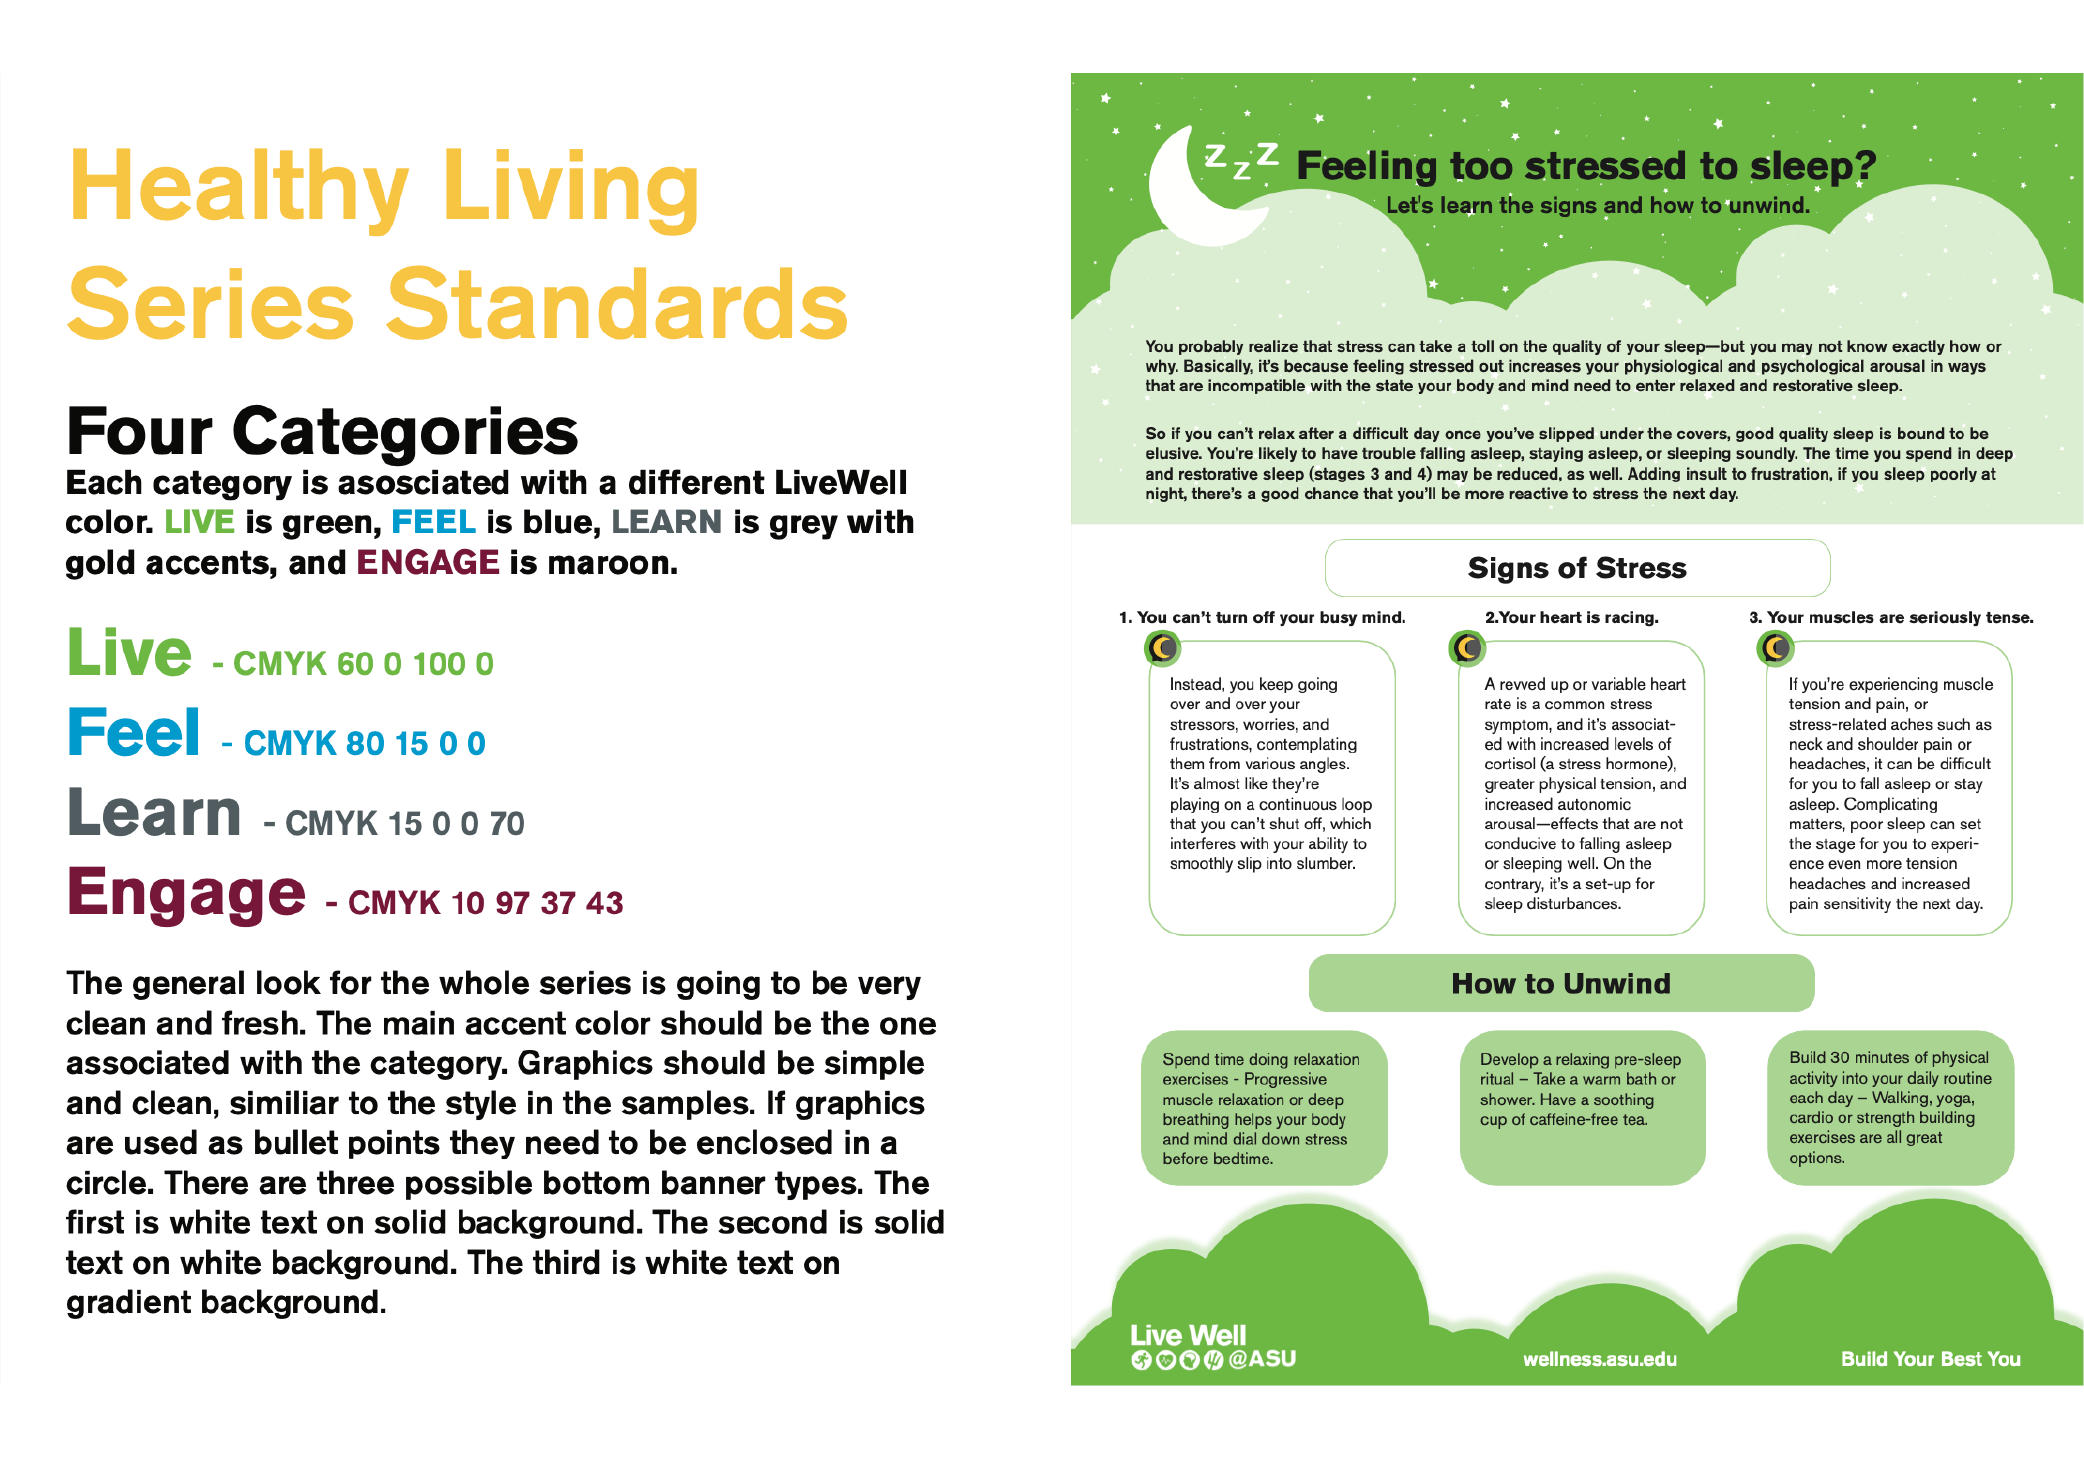 Healthy Living
Series Standards
Four Categories
Each category is asosciated with a different LiveWell
color. LIVE is green, FEEL is blue, LEARN is grey with
gold accents, and ENGAGE is maroon.
Live - CMYK 60 0 100 0
Feel - CMYK 80 15 0 0
Learn - CMYK 15 0 0 70
Engage - CMYK 10 97 37 43
The general look for the whole series is going to be very
clean and fresh. The main accent color should be the one
associated with the category. Graphics should be simple
and clean, similiar to the style in the samples. If graphics
are used as bullet points they need to be enclosed in a
circle. There are three possible bottom banner types. The
first is white text on solid background. The second is solid
text on white background. The third is white text on
gradient background.
z z z
Feeling too stressed to sleep?
Let's learn the signs and how to unwind.
You probably realize that stress can take a toll on the quality of your sleep—but you may not know exactly how or
why. Basically, it’s because feeling stressed out increases your physiological and psychological arousal in ways
that are incompatible with the state your body and mind need to enter relaxed and restorative sleep.
So if you can’t relax after a difficult day once you’ve slipped under the covers, good quality sleep is bound to be
elusive. You’re likely to have trouble falling asleep, staying asleep, or sleeping soundly. The time you spend in deep
and restorative sleep (stages 3 and 4) may be reduced, as well. Adding insult to frustration, if you sleep poorly at
night, there’s a good chance that you’ll be more reactive to stress the next day.
Signs of Stress
1. You can’t turn off your busy mind.
Instead, you keep going
over and over your
stressors, worries, and
frustrations, contemplating
them from various angles.
It’s almost like they’re
playing on a continuous loop
that you can’t shut off, which
interferes with your ability to
smoothly slip into slumber.
2.Your heart is racing.
A revved up or variable heart
rate is a common stress
symptom, and it’s associat-
ed with increased levels of
cortisol (a stress hormone),
greater physical tension, and
increased autonomic
arousal—effects that are not
conducive to falling asleep
or sleeping well. On the
contrary, it’s a set-up for
sleep disturbances.
3. Your muscles are seriously tense.
If you’re experiencing muscle
tension and pain, or
stress-related aches such as
neck and shoulder pain or
headaches, it can be difficult
for you to fall asleep or stay
asleep. Complicating
matters, poor sleep can set
the stage for you to experi-
ence even more tension
headaches and increased
pain sensitivity the next day.
How to Unwind
Spend time doing relaxation
exercises - Progressive
muscle relaxation or deep
breathing helps your body
and mind dial down stress
before bedtime.
Develop a relaxing pre-sleep
ritual – Take a warm bath or
shower. Have a soothing
cup of caffeine-free tea.
Build 30 minutes of physical
activity into your daily routine
each day – Walking, yoga,
cardio or strength building
exercises are all great
options.
Live Well
@ASU
wellness.asu.edu
Build Your Best You